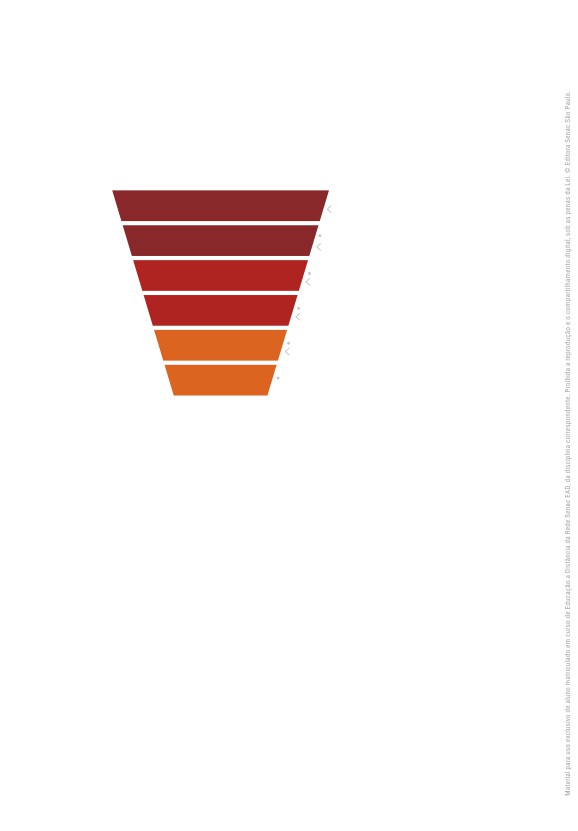 Material para uso exclusivo de aluno matriculado em curso de Educação a Distância da Rede Senac EAD, da disciplina correspondente. Proibida a reprodução e o compartilhamento digital, sob as penas da Lei. © Editora Senac São Paulo.